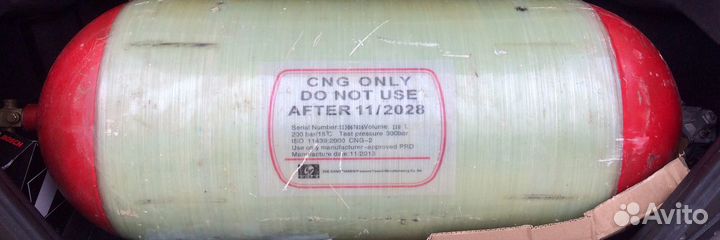 CNG ONLY
DO NOT USE
AFTER 11/2028
Serial Number: Volume: L
200 bar/15°C Test pressure 300bar
ISO 11439:2000 CNG-2
Use only manufacturer-approved PRD
Manufacture date:11/2013
Avito